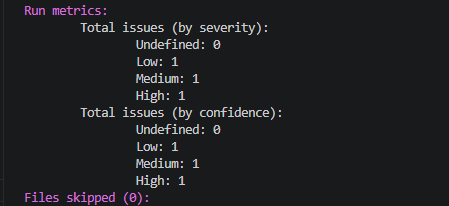 Run metrics:
Total issues (by severity):
Undefined: 0
Low: 1
Medium: 1
High: 1
Total issues (by confidence):
Undefined: 0
Low: 1
Medium: 1
High: 1
Files skipped (0):